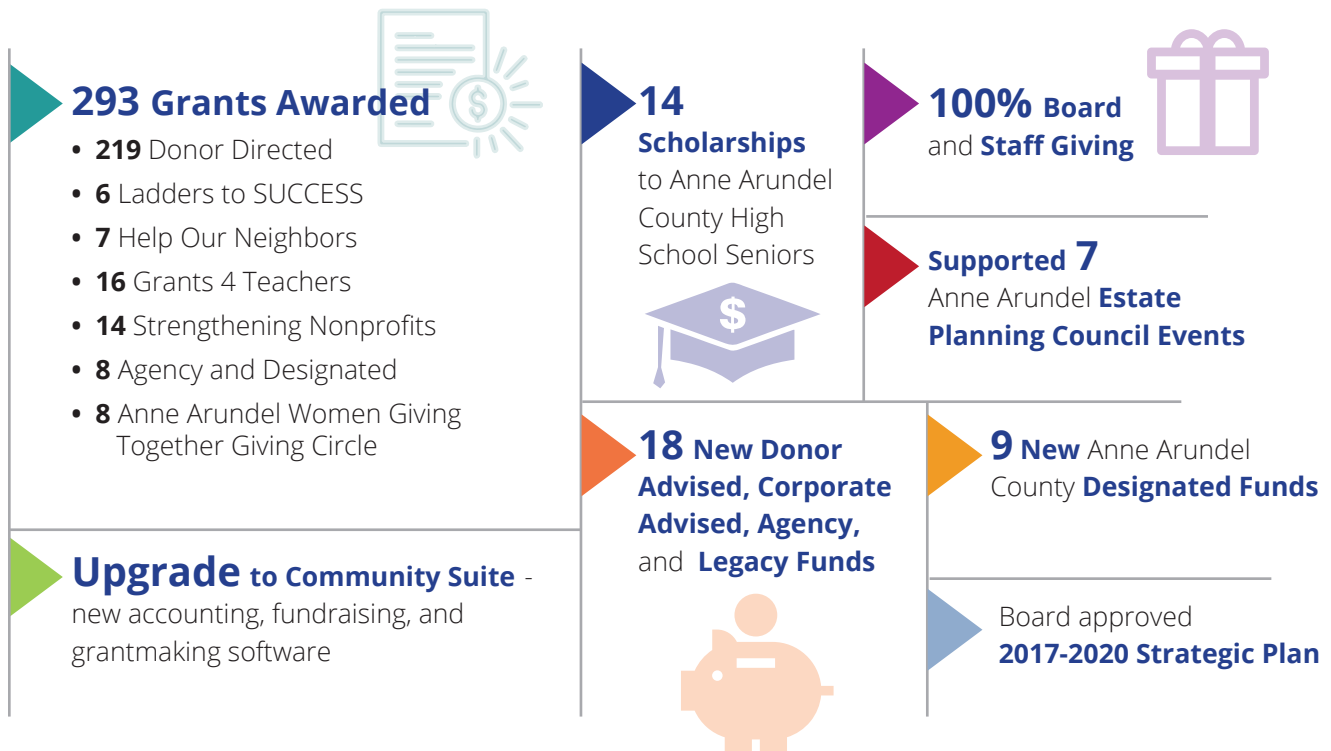 293 Grants Awarded
• 219 Donor Directed
• 6 Ladders to SUCCESS
• 7 Help Our Neighbors
• 16 Grants 4 Teachers
• 14 Strengthening Nonprofits
• 8 Agency and Designated
• 8 Anne Arundel Women Giving
Together Giving Circle
Upgrade to Community Suite -
new accounting, fundraising, and
grantmaking software
14
Scholarships
to Anne Arundel
County High
School Seniors
$
$
100% Board
and Staff Giving
Supported 7
Anne Arundel Estate
Planning Council Events
18 New Donor
Advised, Corporate
Advised, Agency,
and Legacy Funds
9 New Anne Arundel
County Designated Funds
Board approved
2017-2020 Strategic Plan